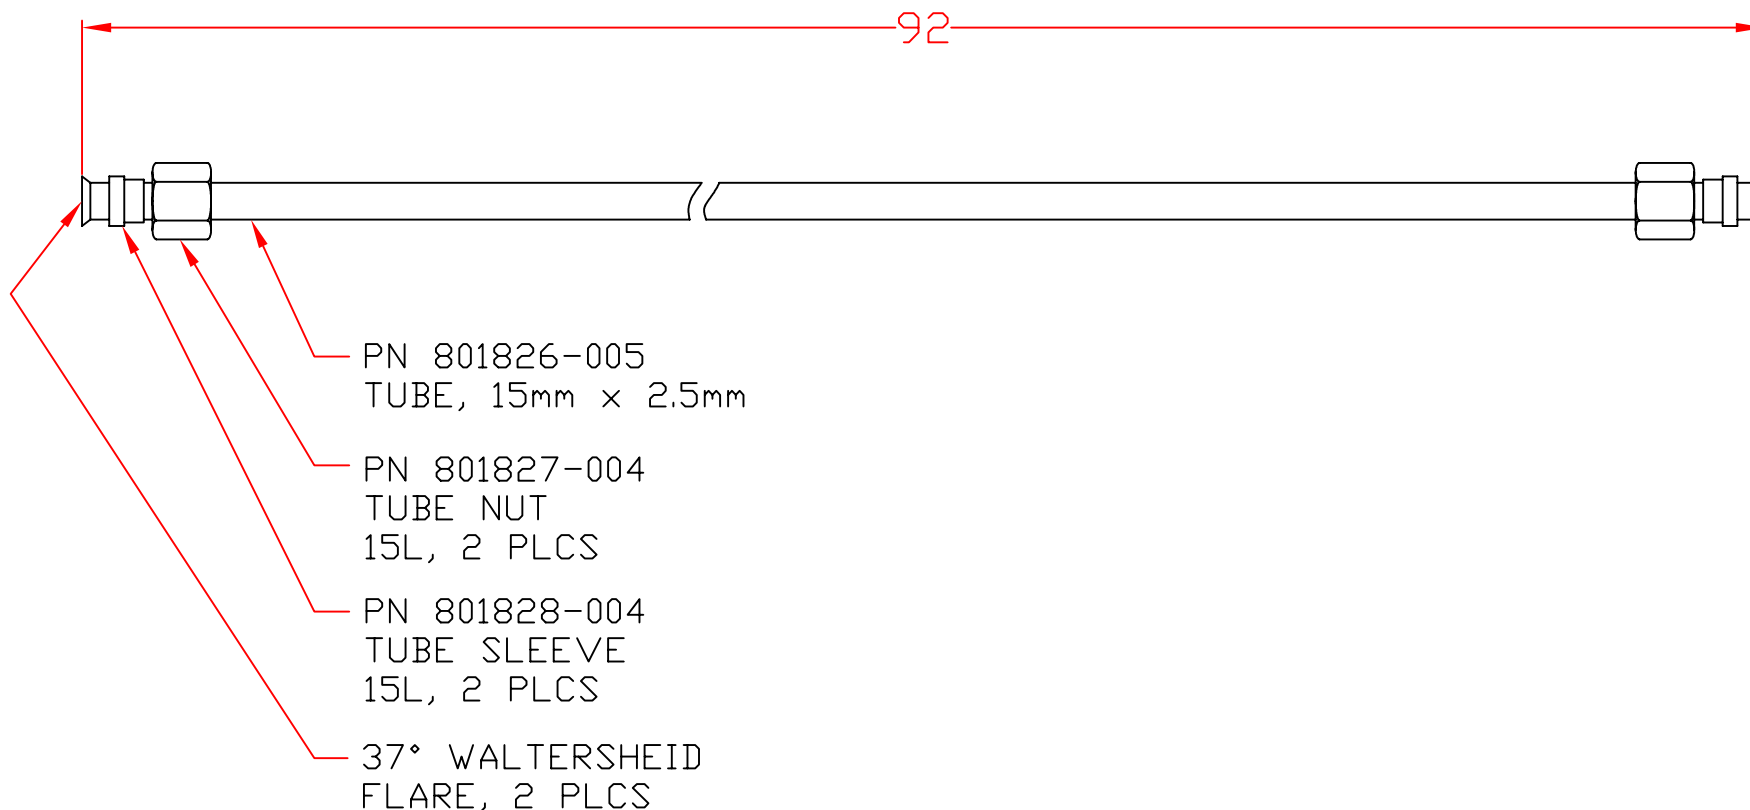 92
PN 801826-005
TUBE, 15mm x 2.5mm
PN 801827-004
TUBE NUT
15L, 2 PLCS
PN 801828-004
TUBE SLEEVE
15L, 2 PLCS
37° WALTERSHEID
FLARE, 2 PLCS